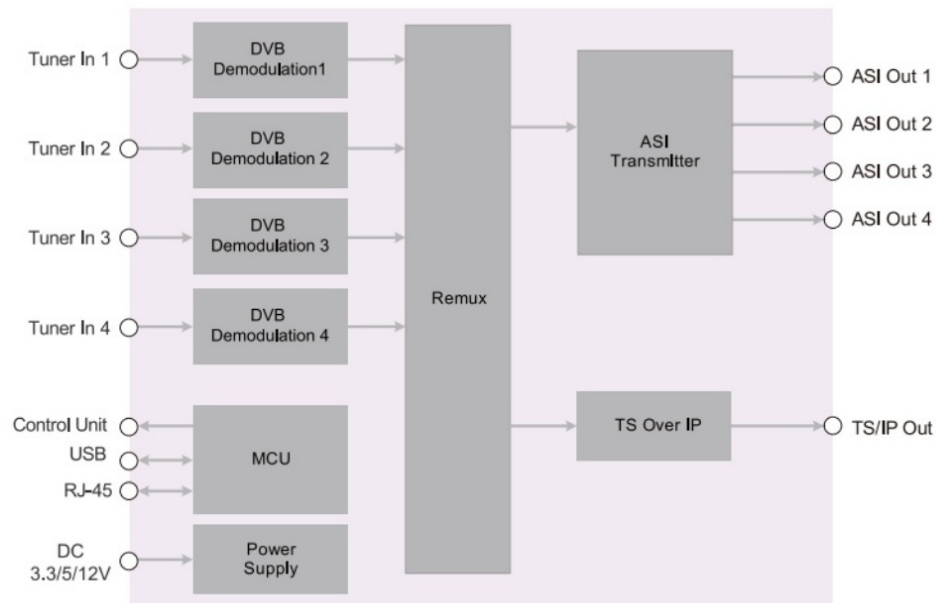 Tuner In 1
DVB
Demodulation1
Tuner In 2
DVB
Demodulation 2
Tuner In 3
DVB
Demodulation 3
Tuner In 4
DVB
Demodulation 4
Control Unit
USB
RJ-45
MCU
DC
3.3/5/12V
Power
Supply
Remux
ASI
Transmitter
ASI Out 1
ASI Out 2
ASI Out 3
ASI Out 4
TS Over IP
TS/IP Out